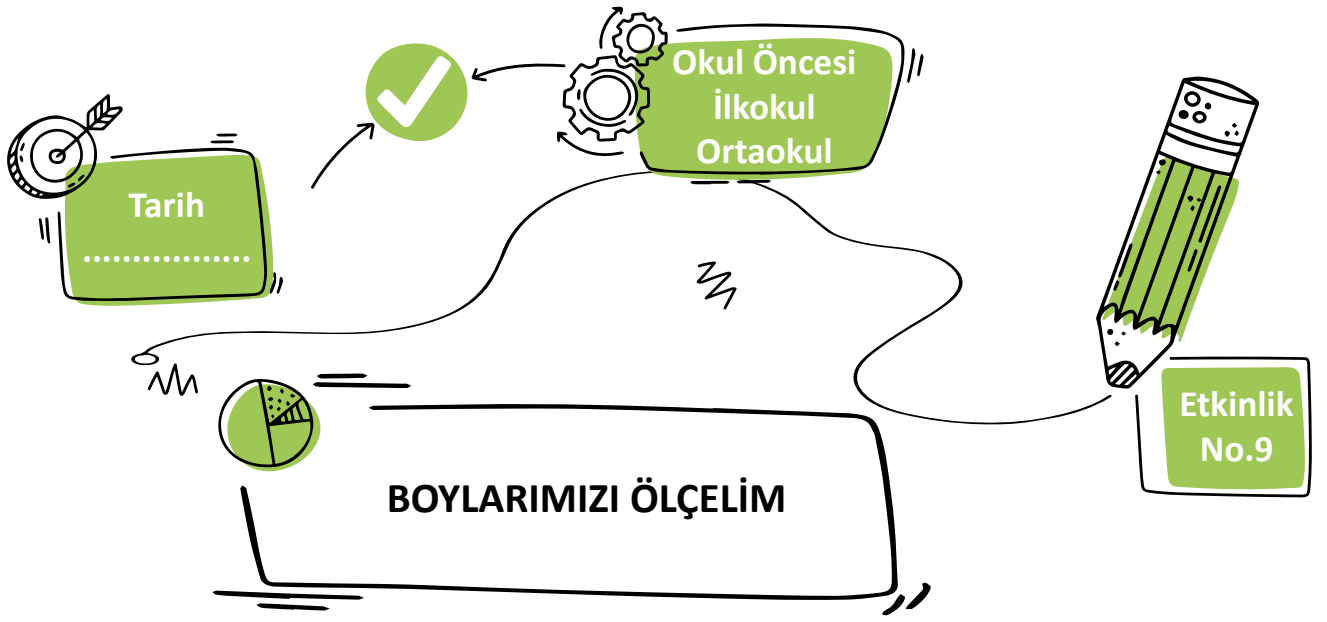 Okul Öncesi
İlkokul
Ortaokul
Tarih
.................
Etkinlik
No.9
BOYLARIMIZI ÖLÇELİM